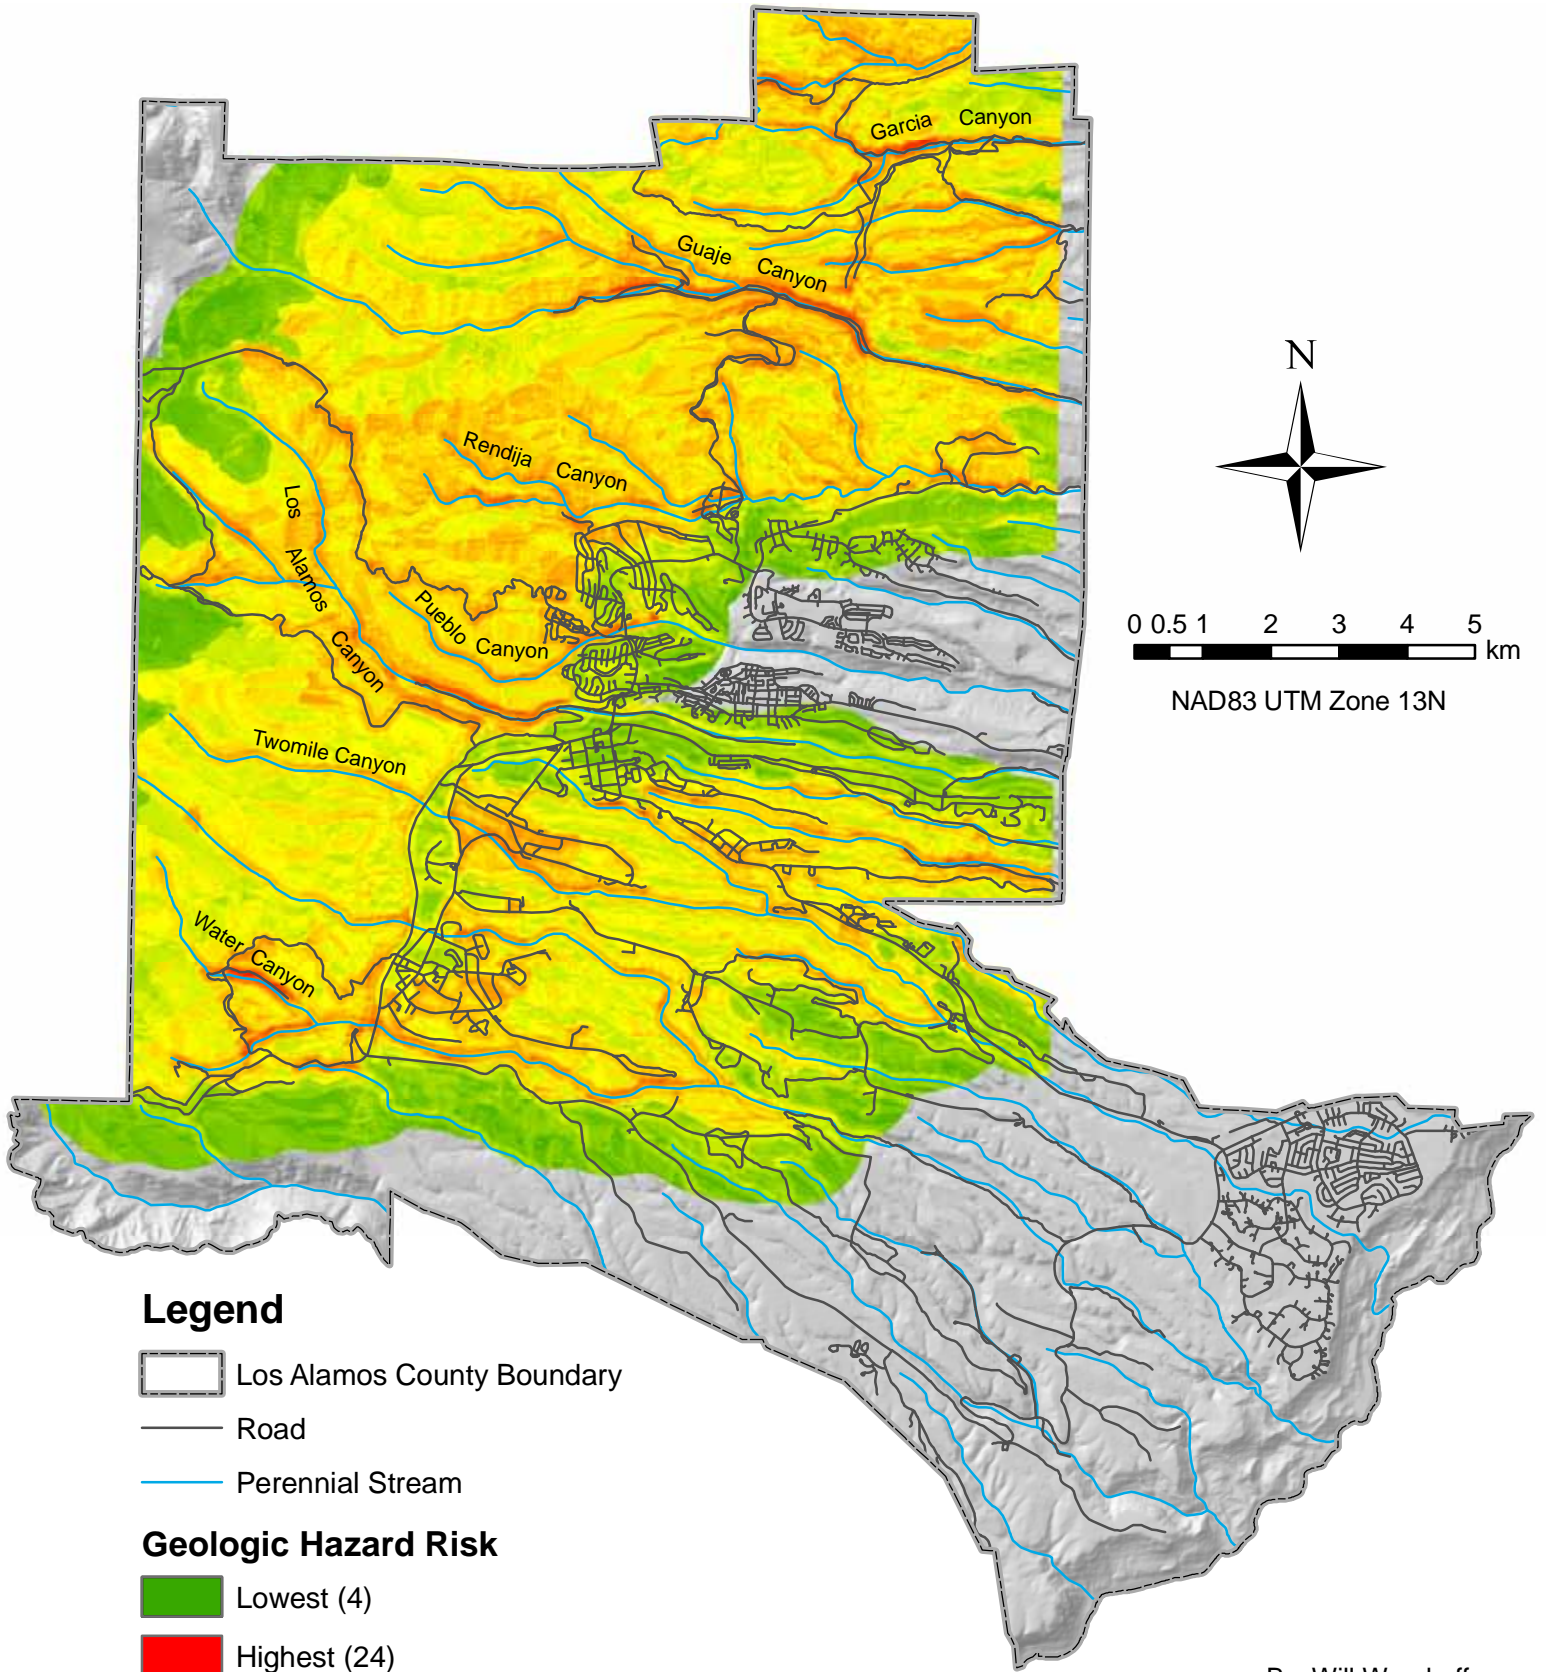 Garcia Canyon
Guaje Canyon
Rendija Canyon
Los Alamos Canyon
Pueblo Canyon
Twomile Canyon
Water Canyon
N
0 0.5 1 2 3 4 5 km
NAD83 UTM Zone 13N
Legend
Los Alamos County Boundary
Road
Perennial Stream
Geologic Hazard Risk
Lowest (4)
Highest (24)